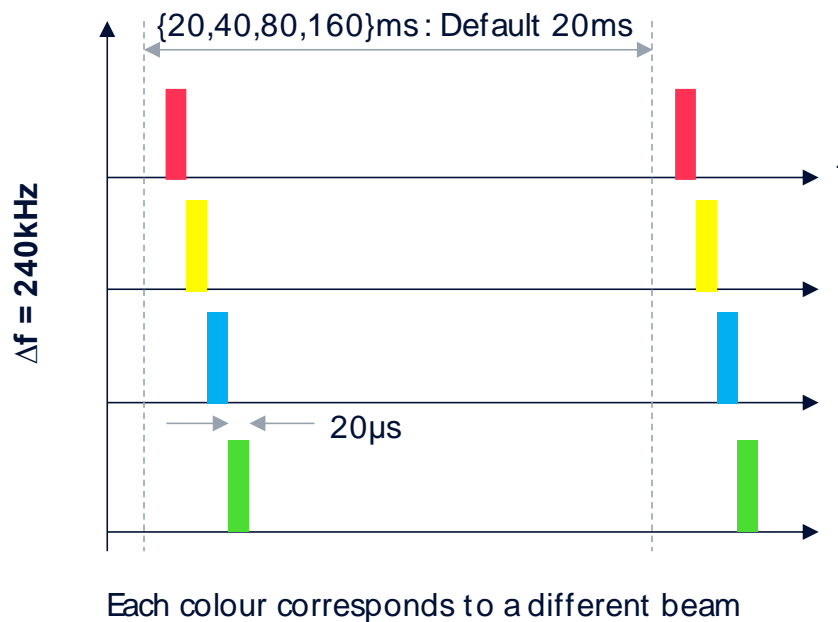 {20,40,80,160}ms: Default 20ms
Δf = 240kHz
20µs
Each colour corresponds to a different beam